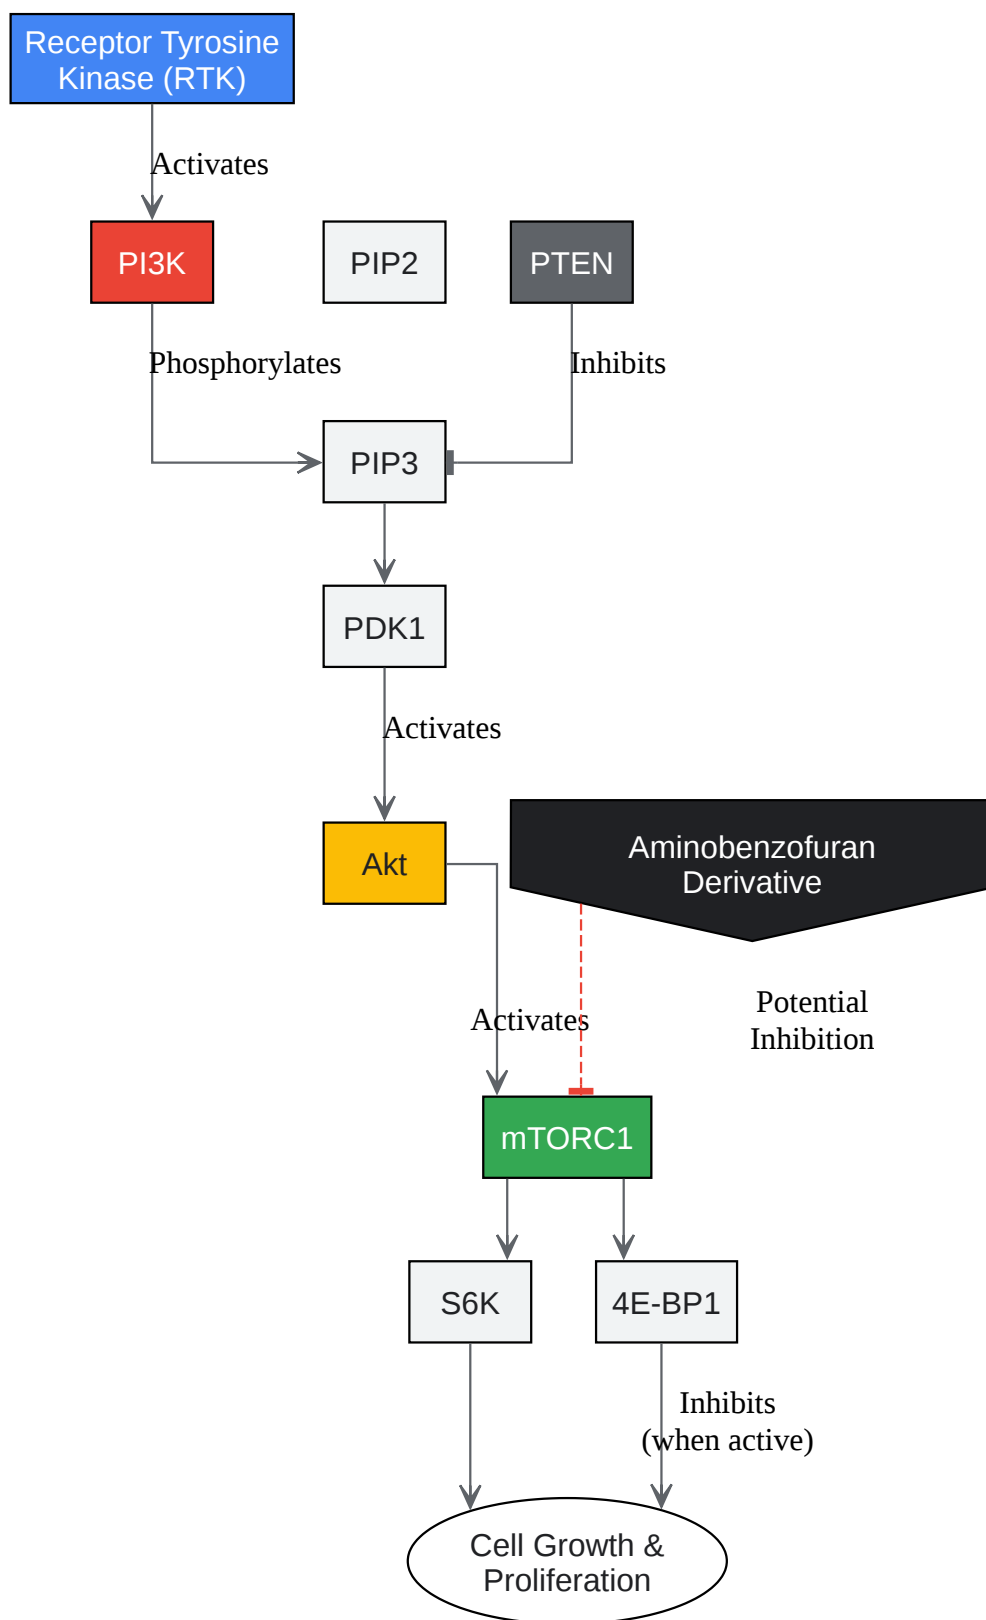 Receptor Tyrosine
Kinase (RTK)
Activates
PI3K
PIP2
PTEN
Phosphorylates
Inhibits
PIP3
PDK1
Activates
Akt
Aminobenzofuran
Derivative
Activates
Potential
Inhibition
mTORC1
S6K
4E-BP1
Inhibits
(when active)
Cell Growth &
Proliferation